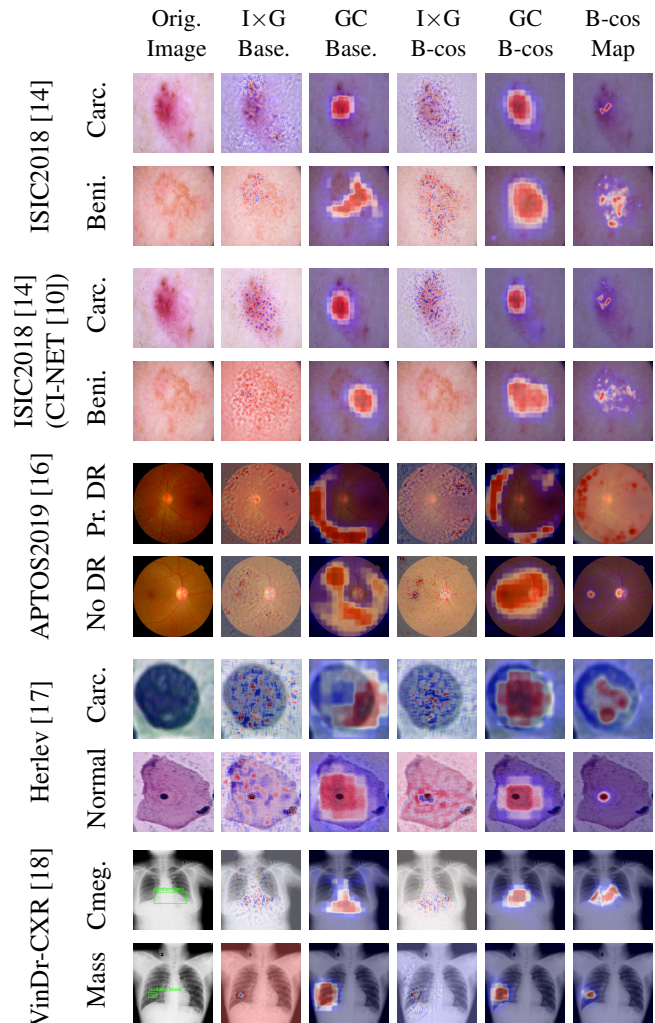 Orig. Image
I×G Base.
GC Base.
I×G B-cos
GC B-cos
B-cos Map
ISIC2018 [14]
Carc.
Beni.
ISIC2018 [14] (CI-NET [10])
Carc.
Beni.
APTOS2019 [16]
Pr. DR
No DR
Herlev [17]
Carc.
Normal
VinDr-CXR [18]
Cmeg.
Mass